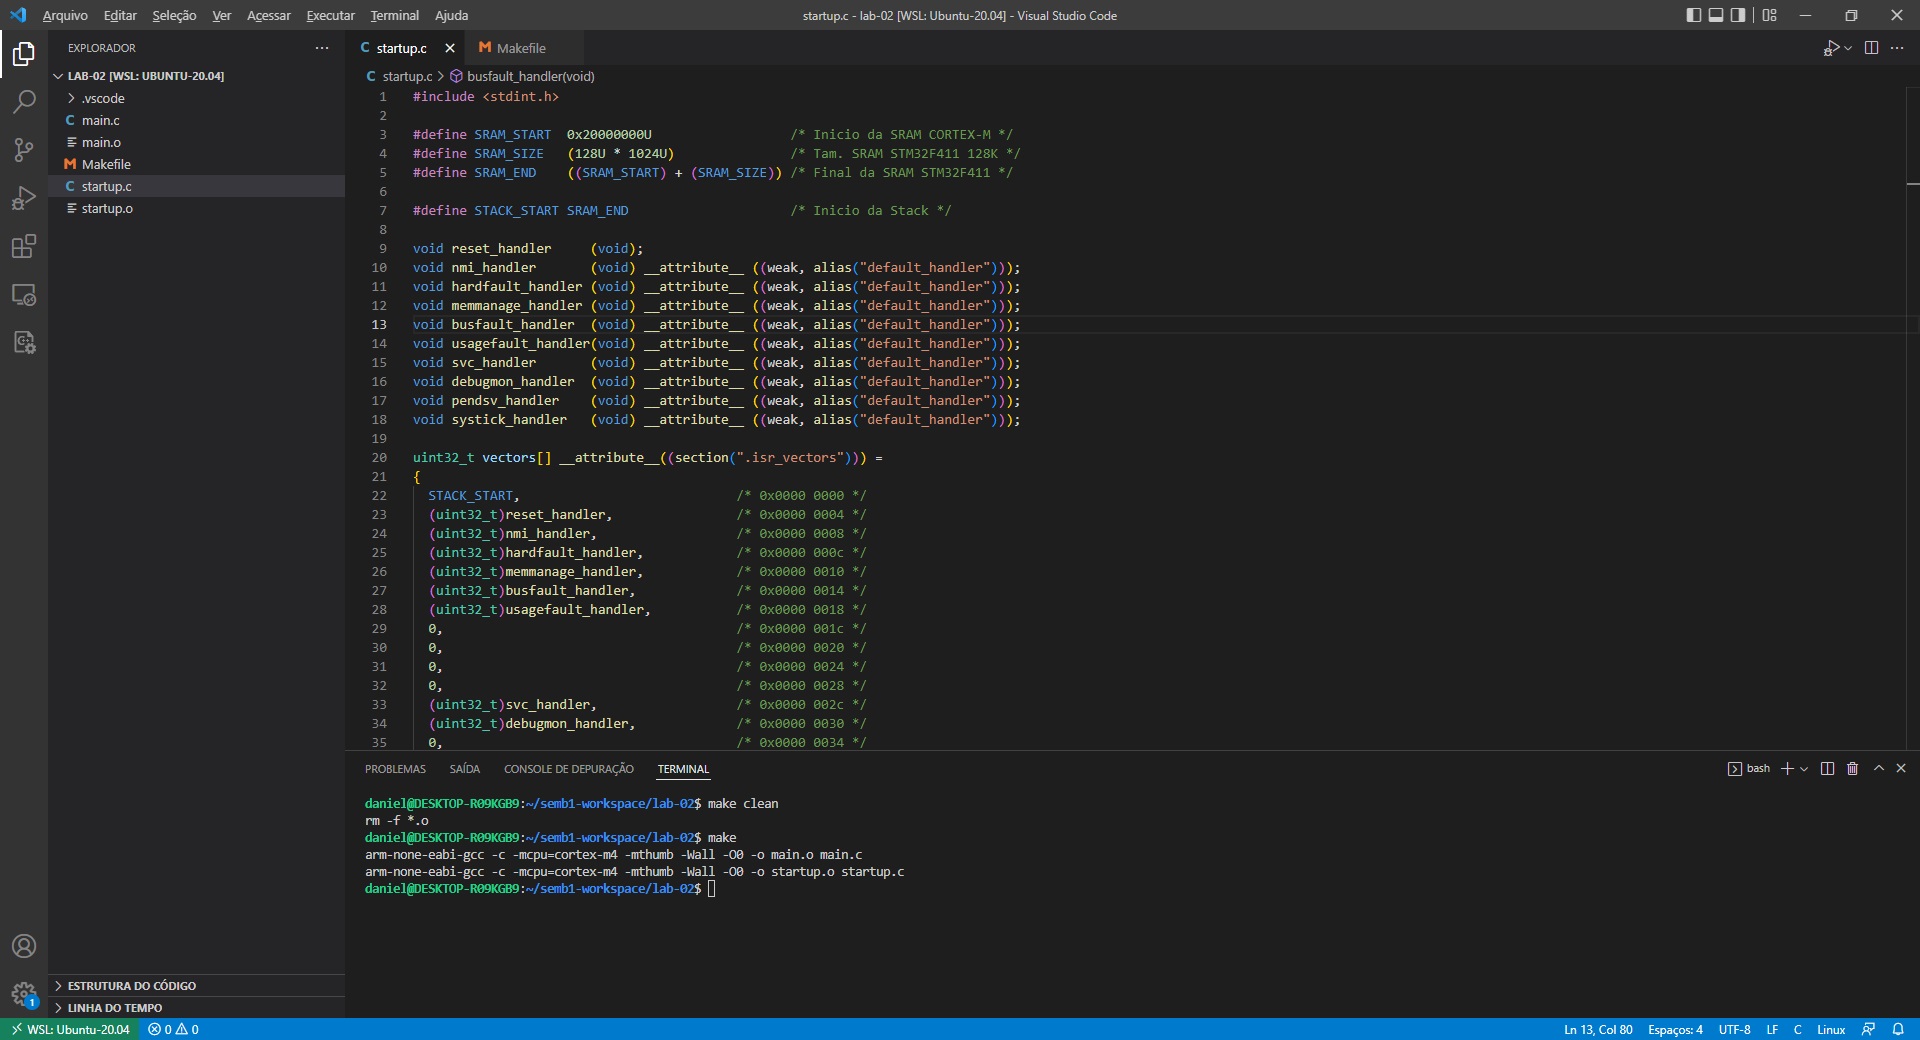 Arquivo Editar Seleção Ver Acessar Executar Terminal Ajuda
startup.c - lab-02 [WSL: Ubuntu-20.04] - Visual Studio Code
EXPLORADOR
LAB-02 [WSL: UBUNTU-20.04]
.vscode
C main.c
main.o
M Makefile
C startup.c
startup.o
ESTRUTURA DO CÓDIGO
LINHA DO TEMPO
C startup.c
M Makefile
C startup.c > busfault_handler(void)
1 #include <stdint.h>
2
3 #define SRAM_START  0x20000000U                  /* Inicio da SRAM CORTEX-M */
4 #define SRAM_SIZE   (128U * 1024U)               /* Tam. SRAM STM32F411 128K */
5 #define SRAM_END    ((SRAM_START) + (SRAM_SIZE)) /* Final da SRAM STM32F411 */
6
7 #define STACK_START SRAM_END                     /* Inicio da Stack */
8
9 void reset_handler     (void);
10 void nmi_handler       (void) __attribute__ ((weak, alias("default_handler")));
11 void hardfault_handler (void) __attribute__ ((weak, alias("default_handler")));
12 void memmanage_handler (void) __attribute__ ((weak, alias("default_handler")));
13 void busfault_handler  (void) __attribute__ ((weak, alias("default_handler")));
14 void usagefault_handler(void) __attribute__ ((weak, alias("default_handler")));
15 void svc_handler       (void) __attribute__ ((weak, alias("default_handler")));
16 void debugmon_handler  (void) __attribute__ ((weak, alias("default_handler")));
17 void pendsv_handler    (void) __attribute__ ((weak, alias("default_handler")));
18 void systick_handler   (void) __attribute__ ((weak, alias("default_handler")));
19
20 uint32_t vectors[] __attribute__((section(".isr_vectors"))) =
21 {
22   STACK_START,                            /* 0x0000 0000 */
23   (uint32_t)reset_handler,                /* 0x0000 0004 */
24   (uint32_t)nmi_handler,                  /* 0x0000 0008 */
25   (uint32_t)hardfault_handler,            /* 0x0000 000c */
26   (uint32_t)memmanage_handler,            /* 0x0000 0010 */
27   (uint32_t)busfault_handler,             /* 0x0000 0014 */
28   (uint32_t)usagefault_handler,           /* 0x0000 0018 */
29   0,                                      /* 0x0000 001c */
30   0,                                      /* 0x0000 0020 */
31   0,                                      /* 0x0000 0024 */
32   0,                                      /* 0x0000 0028 */
33   (uint32_t)svc_handler,                  /* 0x0000 002c */
34   (uint32_t)debugmon_handler,             /* 0x0000 0030 */
35   0,                                      /* 0x0000 0034 */
PROBLEMAS SAÍDA CONSOLE DE DEPURAÇÃO TERMINAL
bash
daniel@DESKTOP-R09KGB9:~/semb1-workspace/lab-02$ make clean
rm -f *.o
daniel@DESKTOP-R09KGB9:~/semb1-workspace/lab-02$ make
arm-none-eabi-gcc -c -mcpu=cortex-m4 -mthumb -Wall -O0 -o main.o main.c
arm-none-eabi-gcc -c -mcpu=cortex-m4 -mthumb -Wall -O0 -o startup.o startup.c
daniel@DESKTOP-R09KGB9:~/semb1-workspace/lab-02$
1
WSL: Ubuntu-20.04 0 0
Ln 13, Col 80 Espaços: 4 UTF-8 LF C Linux